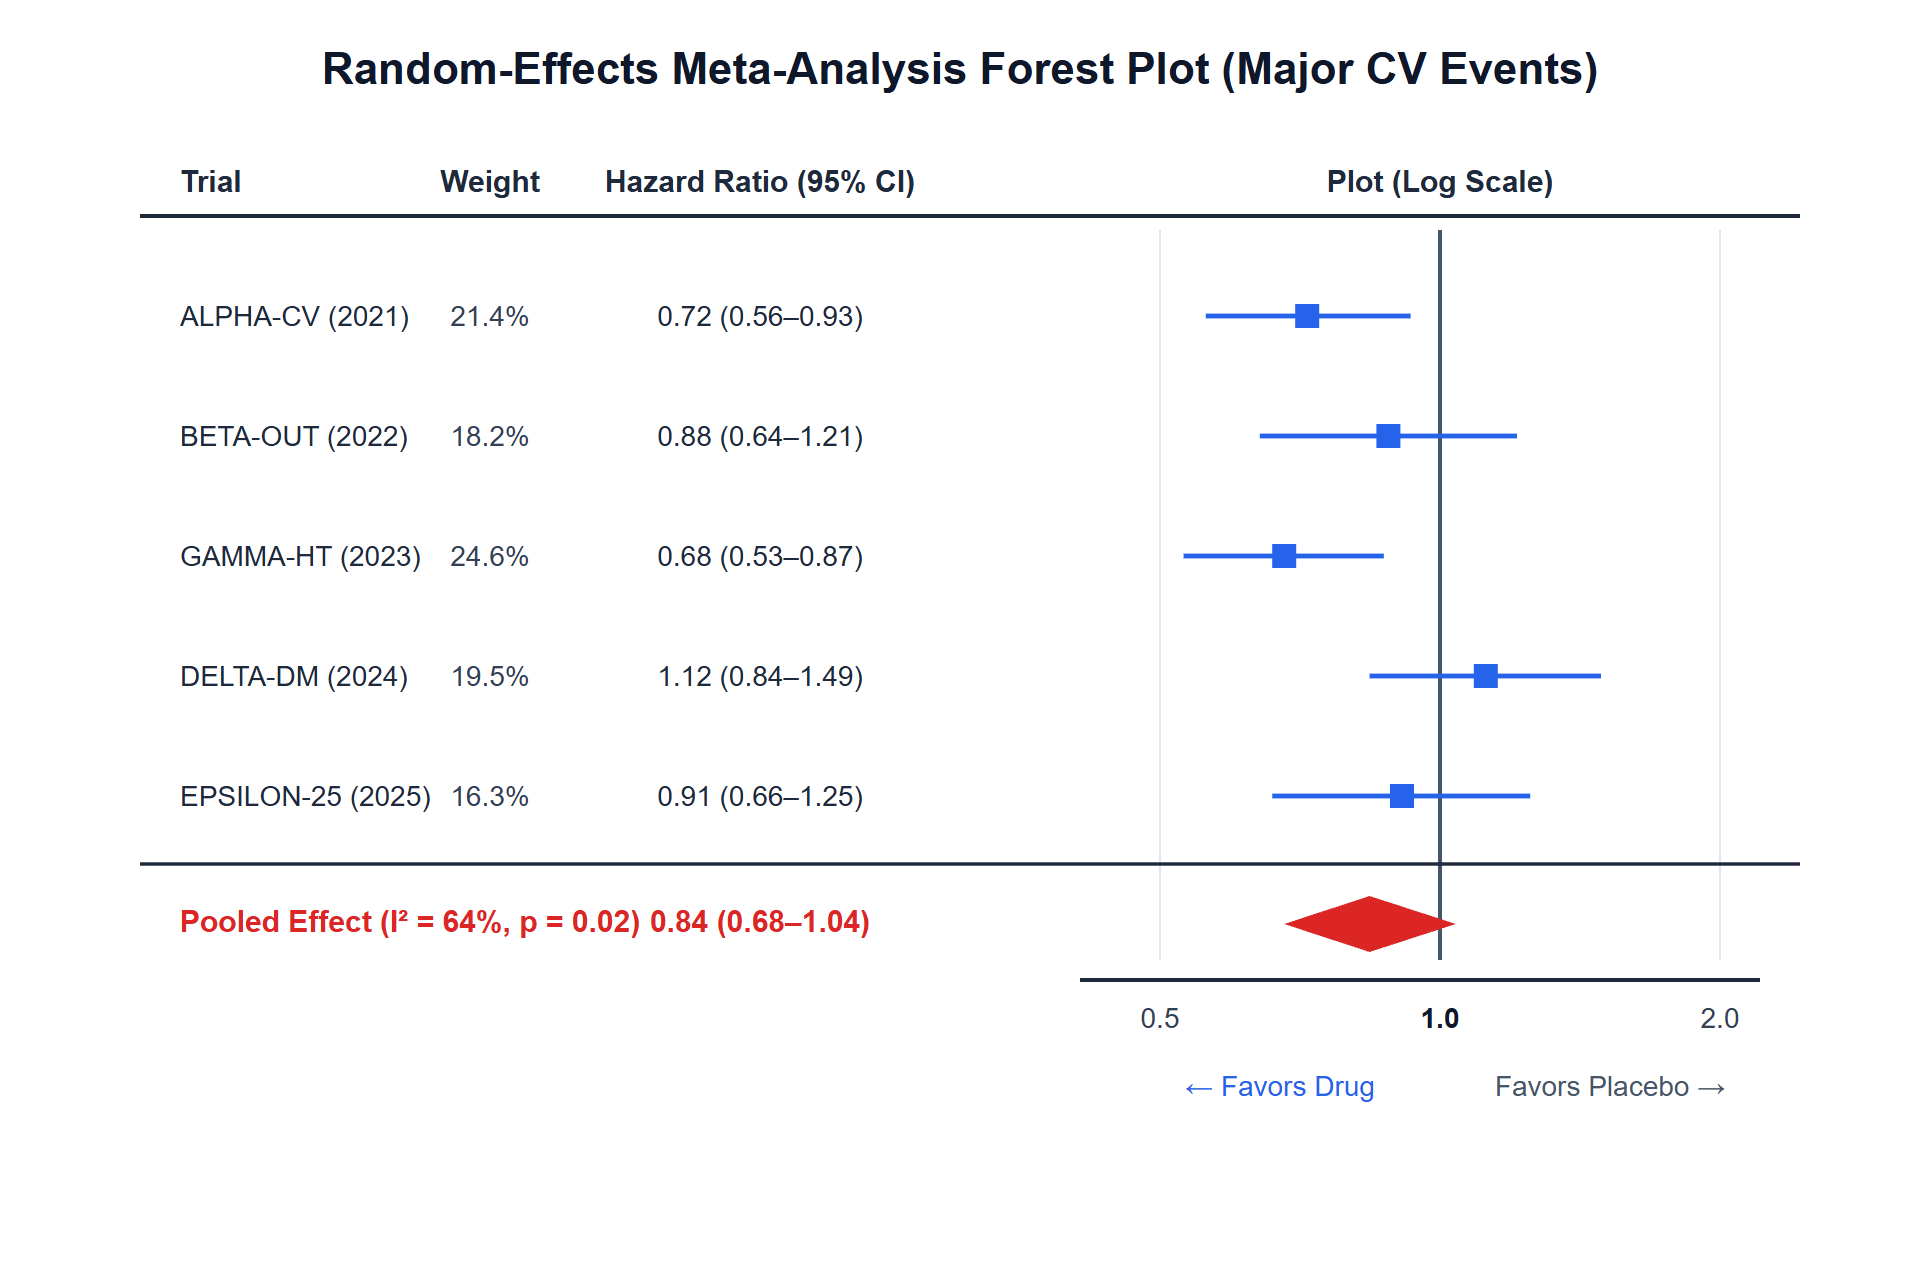 Random-Effects Meta-Analysis Forest Plot (Major CV Events)
Trial Weight Hazard Ratio (95% CI) Plot (Log Scale)
ALPHA-CV (2021) 21.4% 0.72 (0.56–0.93)
BETA-OUT (2022) 18.2% 0.88 (0.64–1.21)
GAMMA-HT (2023) 24.6% 0.68 (0.53–0.87)
DELTA-DM (2024) 19.5% 1.12 (0.84–1.49)
EPSILON-25 (2025) 16.3% 0.91 (0.66–1.25)
Pooled Effect (I² = 64%, p = 0.02) 0.84 (0.68–1.04)
0.5 1.0 2.0
← Favors Drug Favors Placebo →